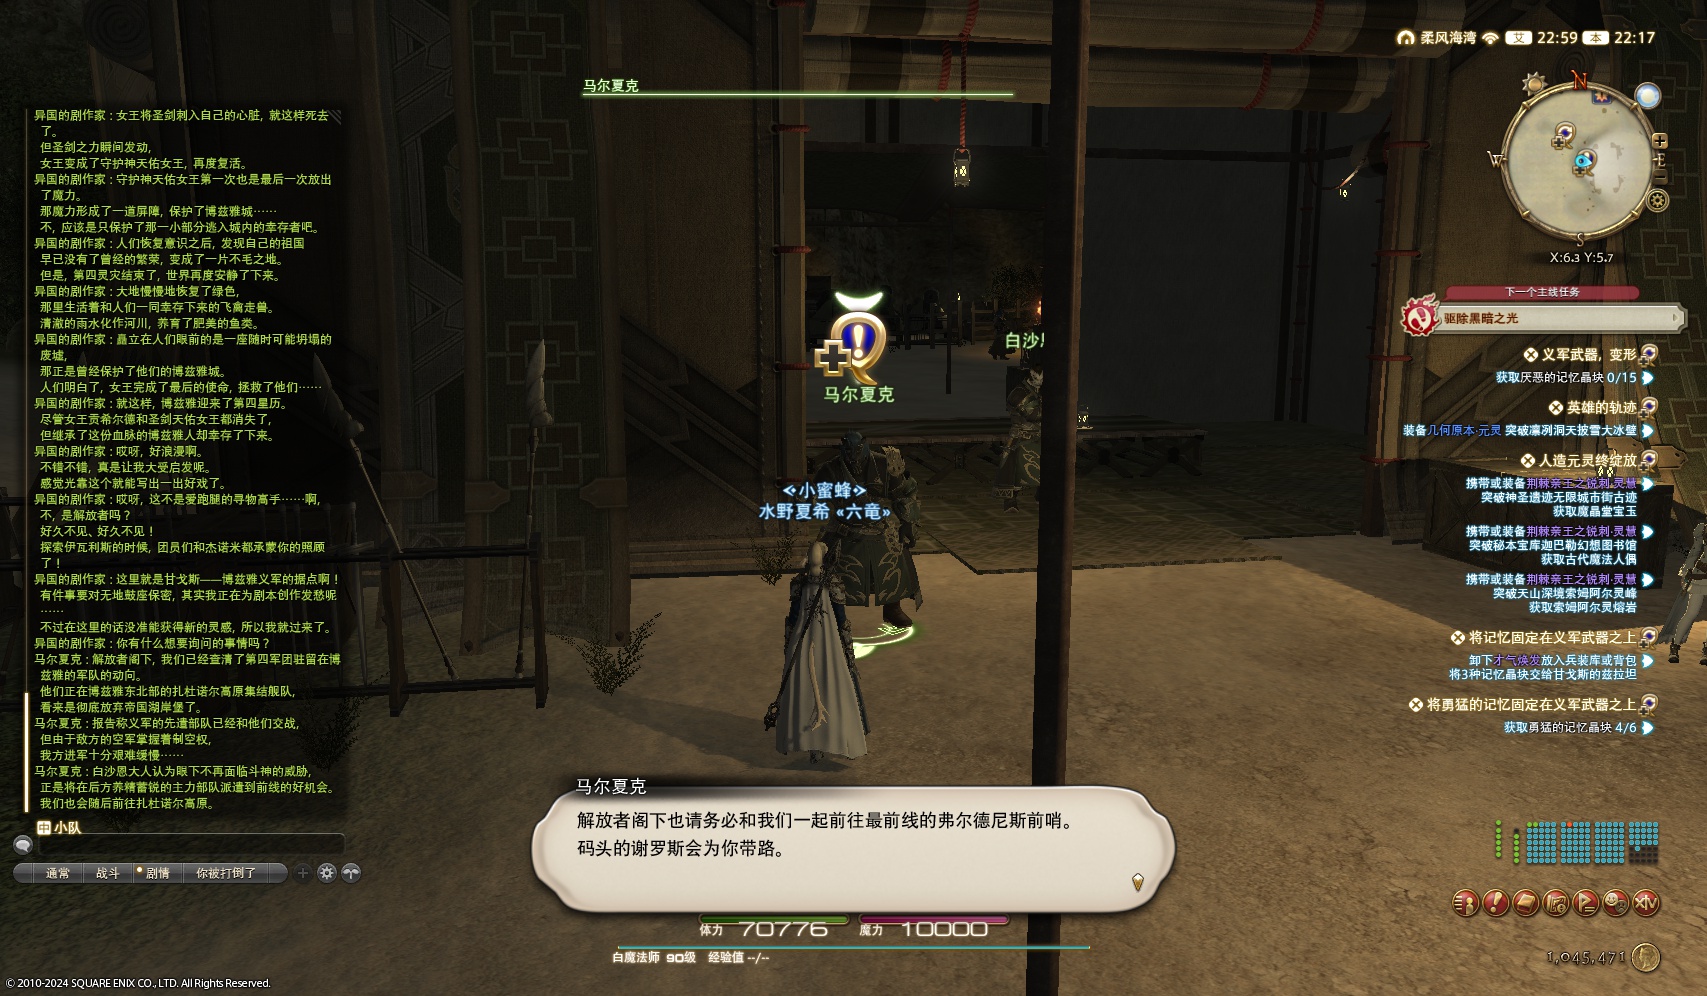 柔风海湾 艾 22:59 本 22:17
马尔夏克
N
W
E
S
X:6.3 Y:5.7
异国的剧作家：女王将圣剑刺入自己的心脏，就这样死去
了。
但圣剑之力瞬间发动，
女王变成了守护神天佑女王，再度复活。
异国的剧作家：守护神天佑女王第一次也是最后一次放出
了魔力。
那魔力形成了一道屏障，保护了博兹雅城……
不，应该是只保护了那一小部分逃入城内的幸存者吧。
异国的剧作家：人们恢复意识之后，发现自己的祖国
早已没有了曾经的繁荣，变成了一片不毛之地。
但是，第四灵灾结束了，世界再度安静了下来。
异国的剧作家：大地慢慢地恢复了绿色，
那里生活着和人们一同幸存下来的飞禽走兽。
清澈的雨水化作河川，养育了肥美的鱼类。
异国的剧作家：矗立在人们眼前的是一座随时可能坍塌的
废墟，
那正是曾经保护了他们的博兹雅城。
人们明白了，女王完成了最后的使命，拯救了他们……
异国的剧作家：就这样，博兹雅迎来了第四星历。
尽管女王贡希尔德和圣剑天佑女王都消失了，
但继承了这份血脉的博兹雅人却幸存了下来。
异国的剧作家：哎呀，好浪漫啊。
不错不错，真是让我大受启发呢。
感觉光靠这个就能写出一出好戏了。
异国的剧作家：哎呀，这不是爱跑腿的寻物高手……啊，
不，是解放者吗？
好久不见、好久不见！
探索伊瓦利斯的时候，团员们和杰诺米都承蒙你的照顾
了！
异国的剧作家：这里就是甘戈斯——博兹雅义军的据点啊！
有件事要对无地鼓座保密，其实我正在为剧本创作发愁呢
……
不过在这里的话没准能获得新的灵感，所以我就过来了。
异国的剧作家：你有什么想要询问的事情吗？
马尔夏克：解放者阁下，我们已经查清了第四军团驻留在博
兹雅的军队的动向。
他们正在博兹雅东北部的扎杜诺尔高原集结舰队，
看来是彻底放弃帝国湖岸堡了。
马尔夏克：报告称义军的先遣部队已经和他们交战，
但由于敌方的空军掌握着制空权，
我方进军十分艰难缓慢……
马尔夏克：白沙恩大人认为眼下不再面临斗神的威胁，
正是将在后方养精蓄锐的主力部队派遣到前线的好机会。
我们也会随后前往扎杜诺尔高原。
中 小队
通常 战斗 剧情 你被打倒了
白沙
马尔夏克
小蜜蜂
水野夏希 «六竜»
下一个主线任务
驱除黑暗之光
义军武器，变形
获取厌恶的记忆晶块 0/15
英雄的轨迹
装备几何原本·元灵 突破凛冽洞天披雪大冰壁
人造元灵终绽放
携带或装备荆棘亲王之锐刺·灵慧
突破神圣遗迹无限城市街古迹
获取魔晶堂宝玉
携带或装备荆棘亲王之锐刺·灵慧
突破秘本宝库迦巴勒幻想图书馆
获取古代魔法人偶
携带或装备荆棘亲王之锐刺·灵慧
突破天山深境索姆阿尔灵峰
获取索姆阿尔灵熔岩
将记忆固定在义军武器之上
卸下才气焕发放入兵装库或背包
将3种记忆晶块交给甘戈斯的兹拉坦
将勇猛的记忆固定在义军武器之上
获取勇猛的记忆晶块 4/6
马尔夏克
解放者阁下也请务必和我们一起前往最前线的弗尔德尼斯前哨。
码头的谢罗斯会为你带路。
体力 70776 魔力 10000
白魔法师 90级 经验值 --/--
XIV
1,045,471
© 2010-2024 SQUARE ENIX CO., LTD. All Rights Reserved.